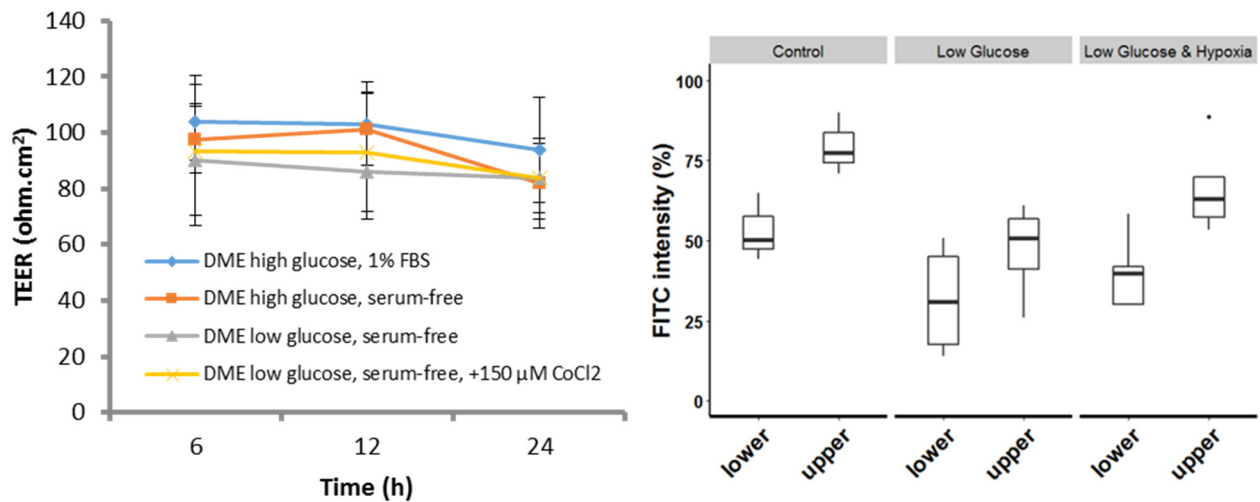 140
120
100
80
60
40
20
0
TEER (ohm.cm²)
DME high glucose, 1% FBS
DME high glucose, serum-free
DME low glucose, serum-free
DME low glucose, serum-free, +150 µM CoCl2
6 12 24
Time (h)
Control Low Glucose Low Glucose & Hypoxia
100
75
50
25
0
FITC intensity (%)
lower upper lower upper lower upper